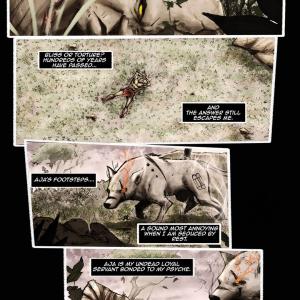 BLISS OR TORTURE?
HUNDREDS OF YEARS
HAVE PASSED...
AND
THE ANSWER STILL
ESCAPES ME.
AJA'S FOOTSTEPS...
A SOUND MOST ANNOYING
WHEN I AM SEDUCED BY
REST.
AJA IS MY UNDEAD LOYAL
SERVANT BONDED TO MY PSYCHE.